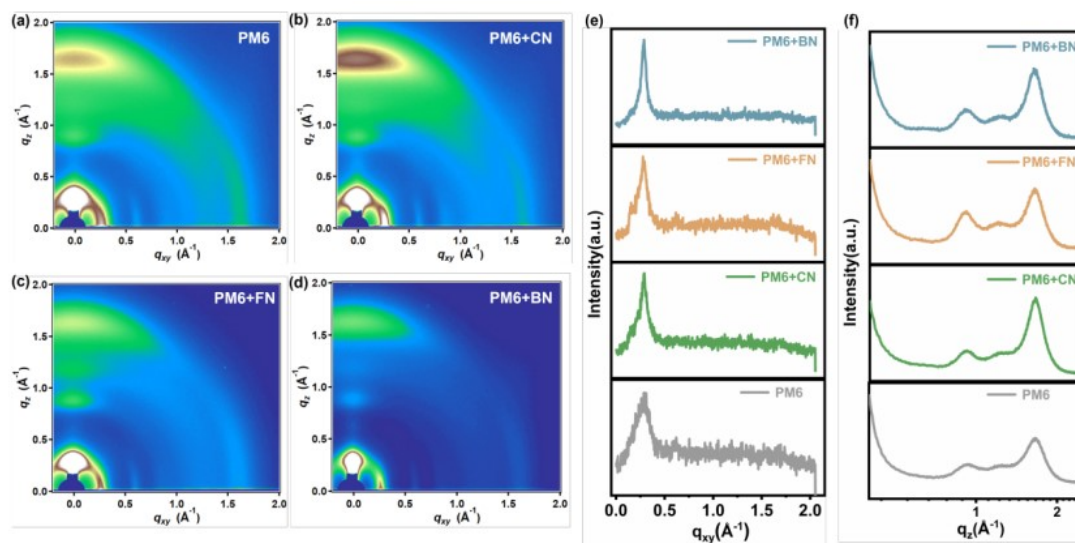 (a)
PM6
2.0
1.5
1.0
0.5
0.0
qz (Å-1)
0.0 0.5 1.0 1.5 2.0
qxy (Å-1)
(b)
PM6+CN
2.0
1.5
1.0
0.5
0.0
qz (Å-1)
0.0 0.5 1.0 1.5 2.0
qxy (Å-1)
(c)
PM6+FN
2.0
1.5
1.0
0.5
0.0
qz (Å-1)
0.0 0.5 1.0 1.5 2.0
qxy (Å-1)
(d)
PM6+BN
2.0
1.5
1.0
0.5
0.0
qz (Å-1)
0.0 0.5 1.0 1.5 2.0
qxy (Å-1)
(e)
PM6+BN
PM6+FN
PM6+CN
PM6
Intensity(a.u.)
0.0 0.5 1.0 1.5 2.0
qxy(Å-1)
(f)
PM6+BN
PM6+FN
PM6+CN
PM6
Intensity(a.u.)
1 2
qz(Å-1)